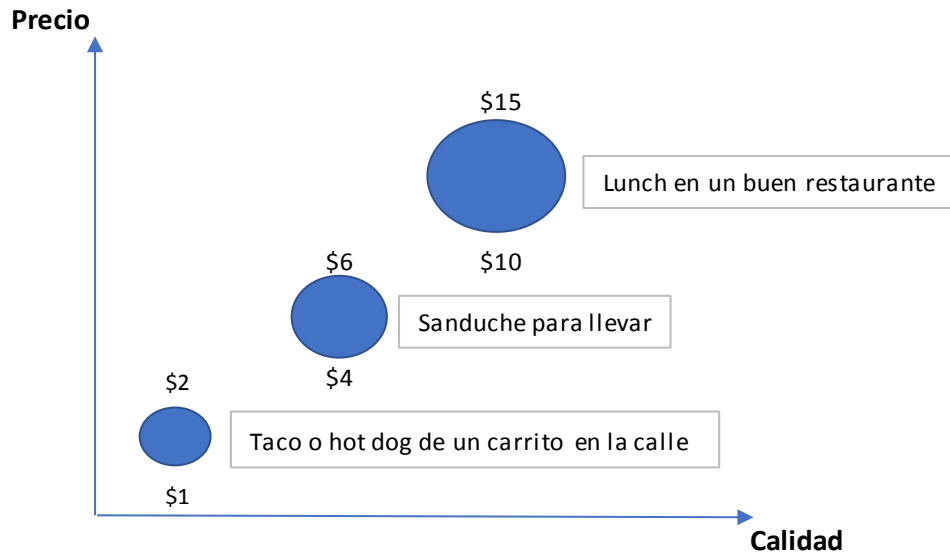 Precio
$15
Lunch en un buen restaurante
$6
$10
Sanduche para llevar
$4
$2
Taco o hot dog de un carrito en la calle
$1
Calidad